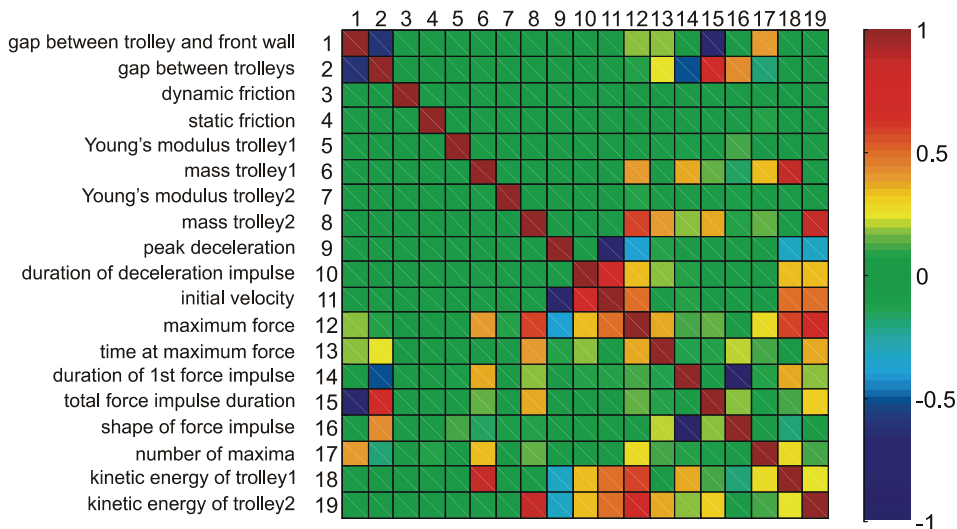 1 2 3 4 5 6 7 8 9 10 11 12 13 14 15 16 17 18 19
gap between trolley and front wall 1
gap between trolleys 2
dynamic friction 3
static friction 4
Young's modulus trolley1 5
mass trolley1 6
Young's modulus trolley2 7
mass trolley2 8
peak deceleration 9
duration of deceleration impulse 10
initial velocity 11
maximum force 12
time at maximum force 13
duration of 1st force impulse 14
total force impulse duration 15
shape of force impulse 16
number of maxima 17
kinetic energy of trolley1 18
kinetic energy of trolley2 19
1
0.5
0
-0.5
-1